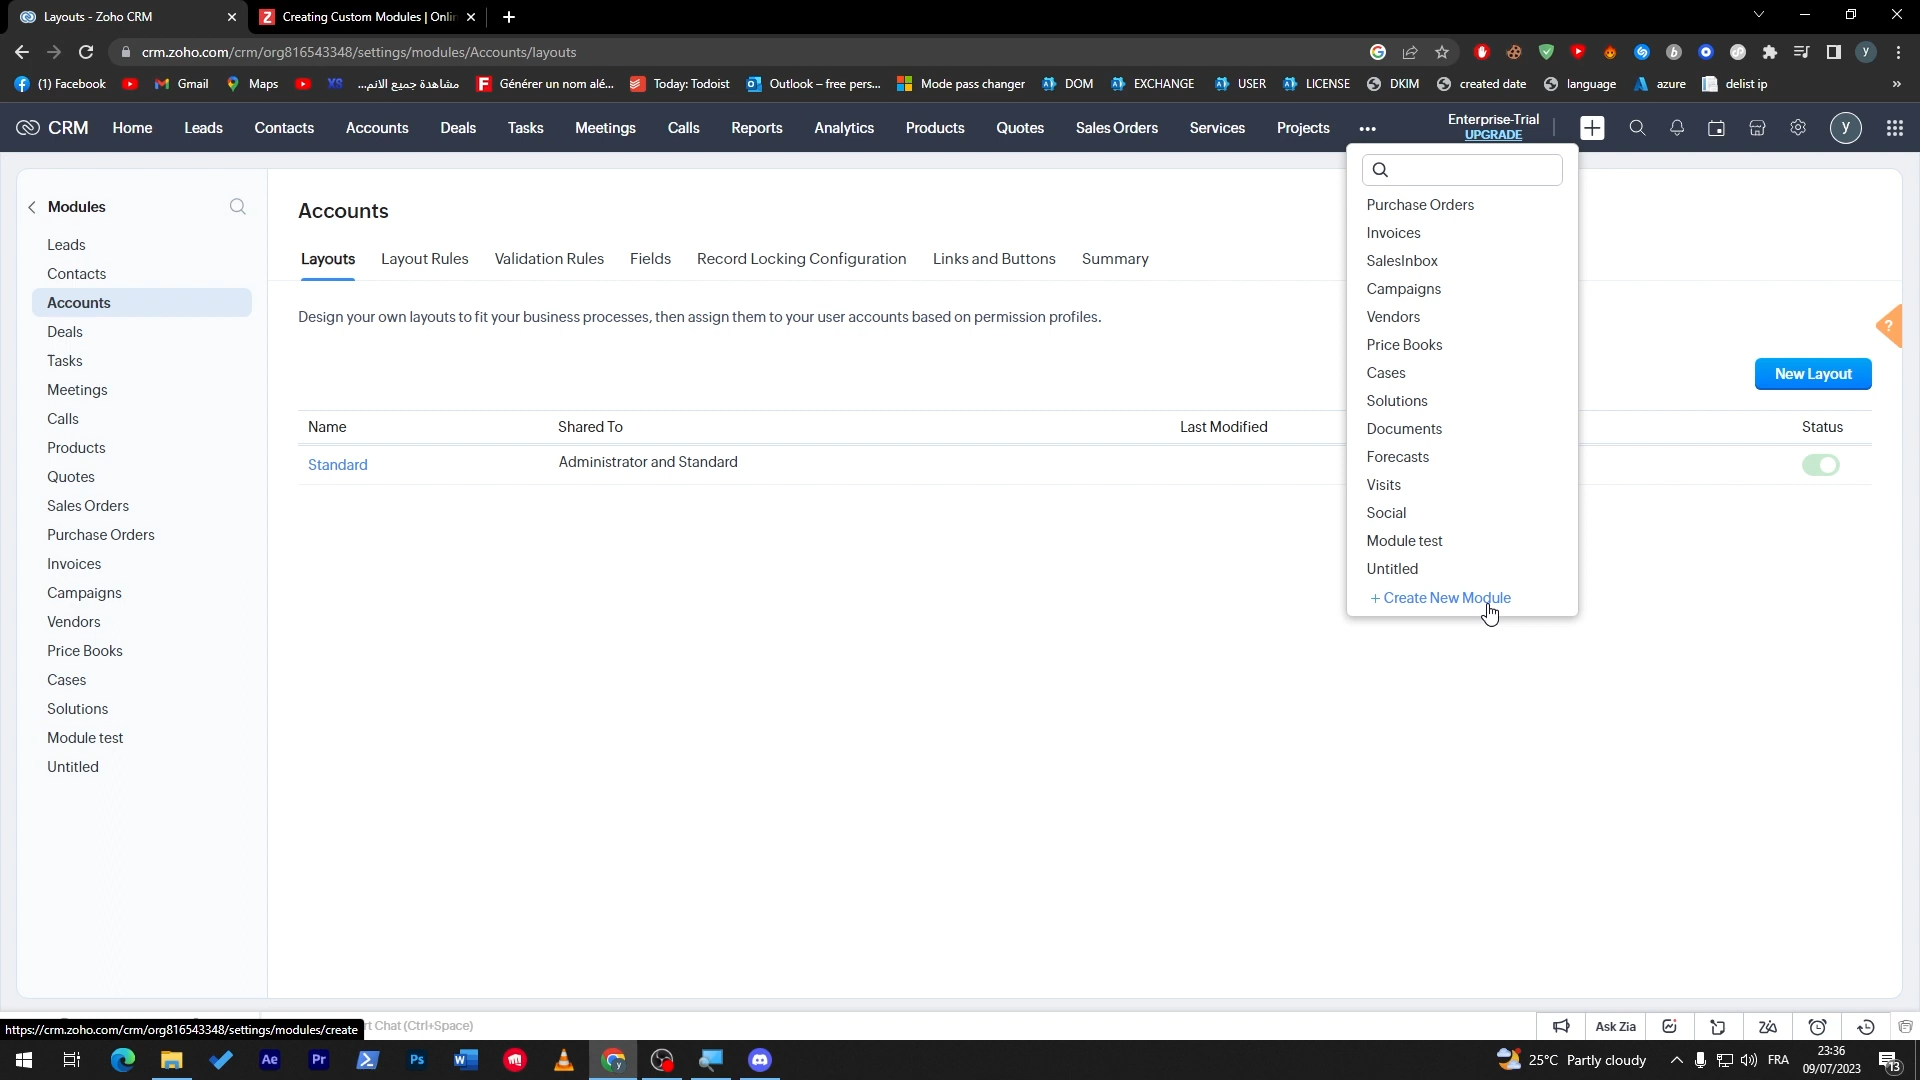 Layouts - Zoho CRM
Creating Custom Modules | Onlin
crm.zoho.com/crm/org816543348/settings/modules/Accounts/layouts
(1) Facebook
Gmail
Maps
XS
مشاهدة جميع الانم...
Générer un nom alé...
Today: Todoist
Outlook – free pers...
Mode pass changer
DOM
EXCHANGE
USER
LICENSE
DKIM
created date
language
azure
delist ip
»
CRM
Home
Leads
Contacts
Accounts
Deals
Tasks
Meetings
Calls
Reports
Analytics
Products
Quotes
Sales Orders
Services
Projects
Enterprise-Trial
UPGRADE
y
Modules
Leads
Contacts
Accounts
Deals
Tasks
Meetings
Calls
Products
Quotes
Sales Orders
Purchase Orders
Invoices
Campaigns
Vendors
Price Books
Cases
Solutions
Module test
Untitled
Accounts
Layouts
Layout Rules
Validation Rules
Fields
Record Locking Configuration
Links and Buttons
Summary
Design your own layouts to fit your business processes, then assign them to your user accounts based on permission profiles.
New Layout
Name
Shared To
Last Modified
Status
Standard
Administrator and Standard
Purchase Orders
Invoices
SalesInbox
Campaigns
Vendors
Price Books
Cases
Solutions
Documents
Forecasts
Visits
Social
Module test
Untitled
+ Create New Module
?
https://crm.zoho.com/crm/org816543348/settings/modules/create
rt Chat (Ctrl+Space)
Ask Zia
Ae
Pr
Ps
25°C Partly cloudy
FRA
23:36
09/07/2023
13